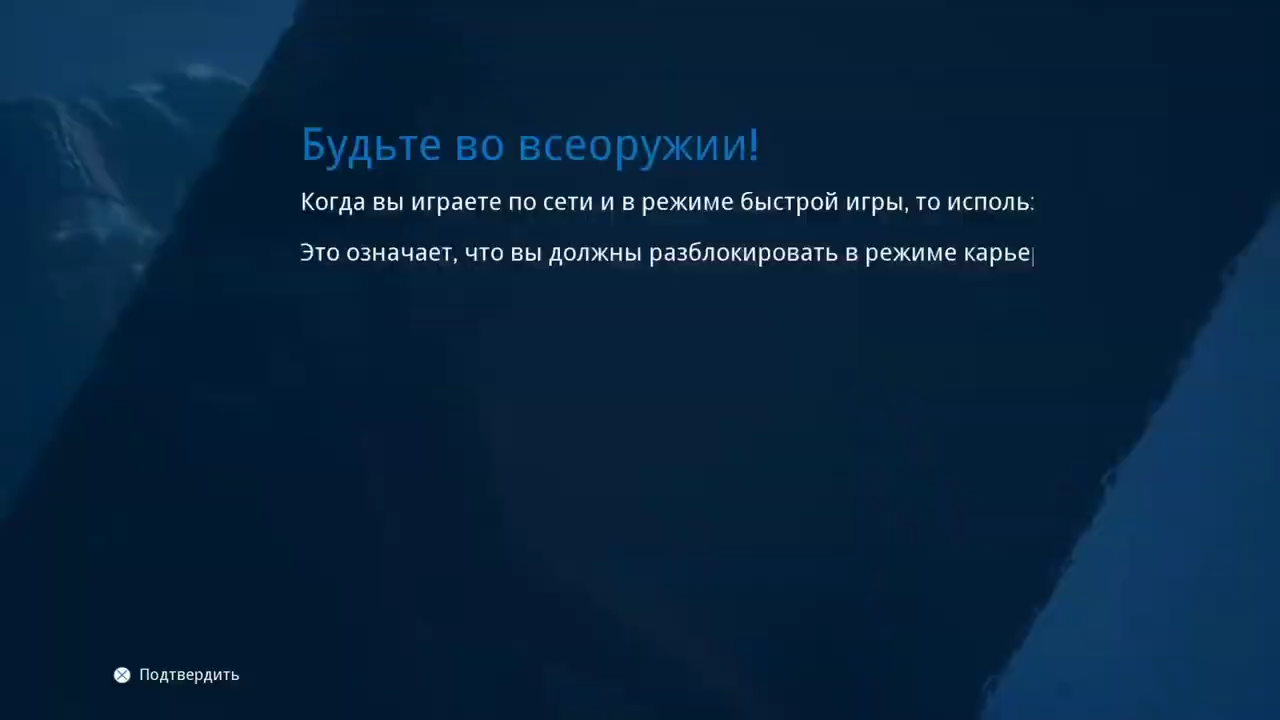 Будьте во всеоружии!
Когда вы играете по сети и в режиме быстрой игры, то исполь
Это означает, что вы должны разблокировать в режиме карье
Подтвердить